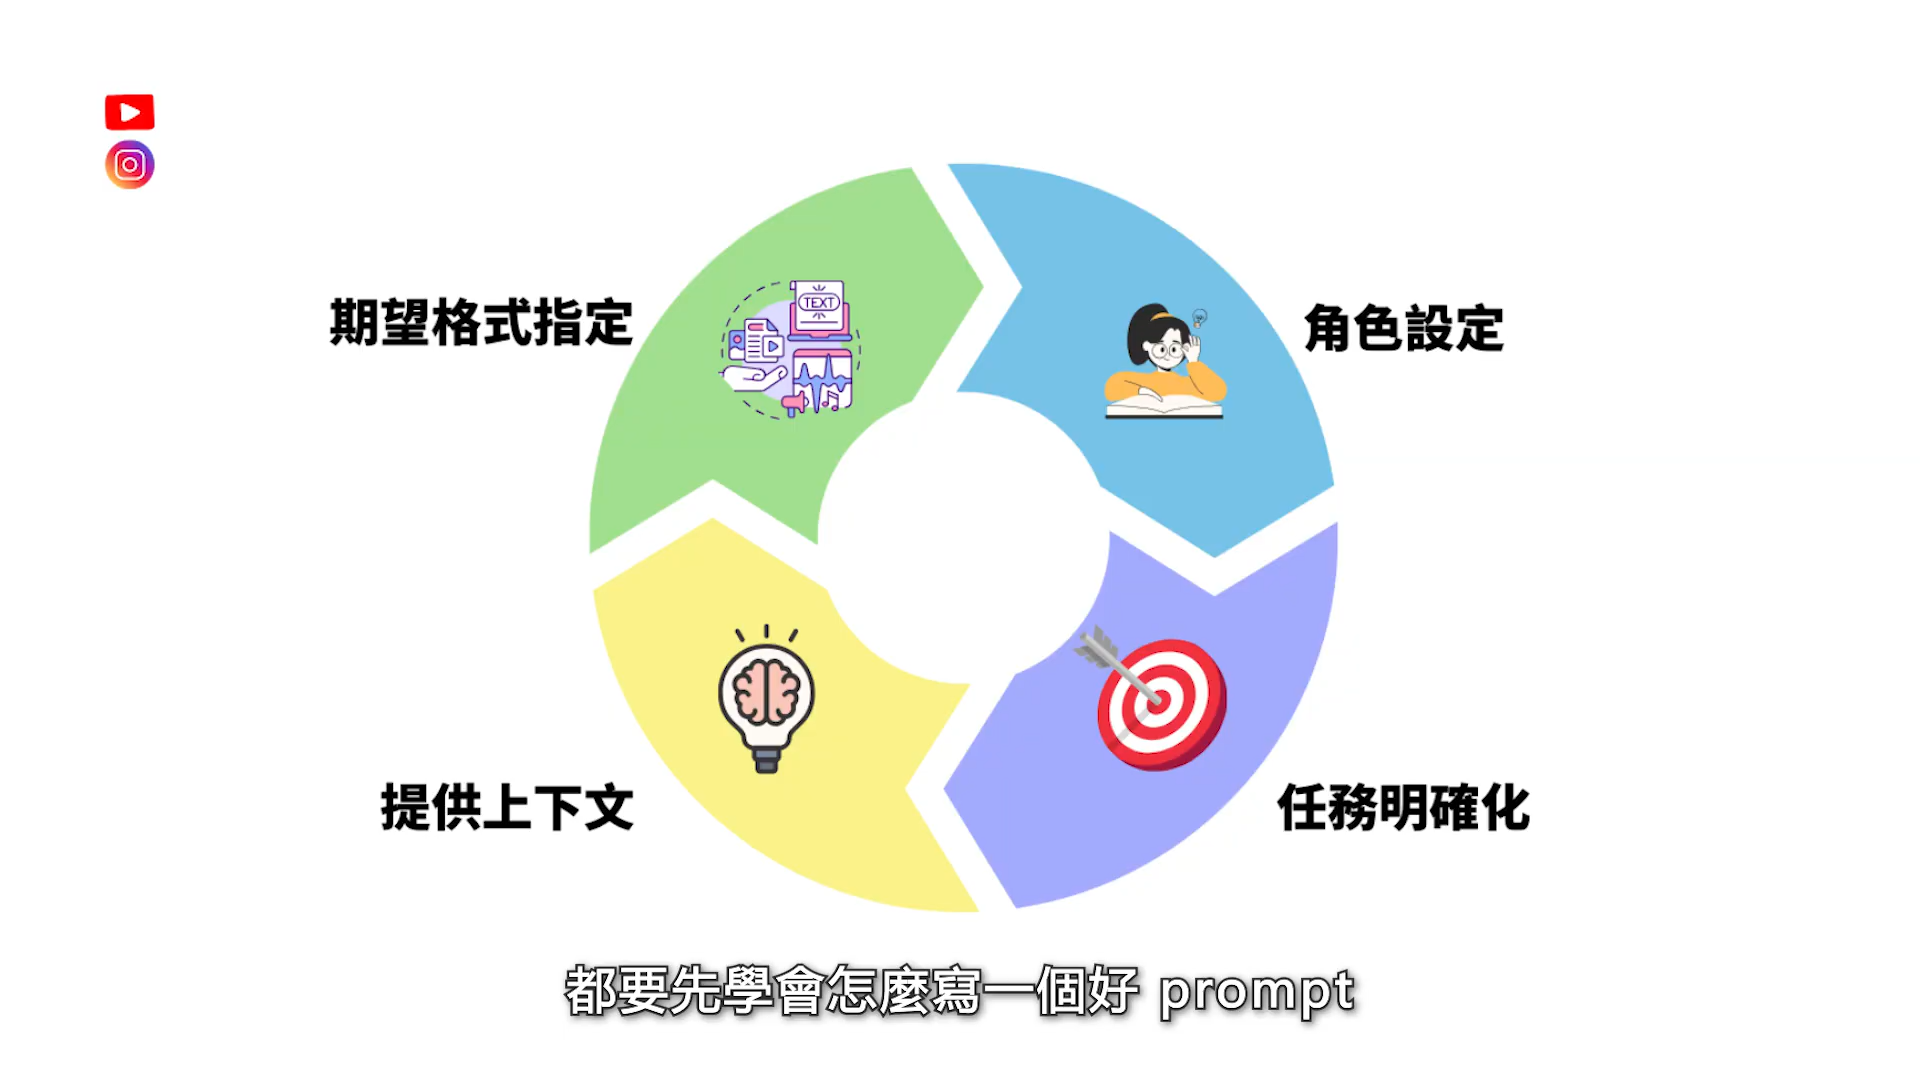 期望格式指定
TEXT
角色設定
提供上下文
任務明確化
都要先學會怎麼寫一個好 prompt